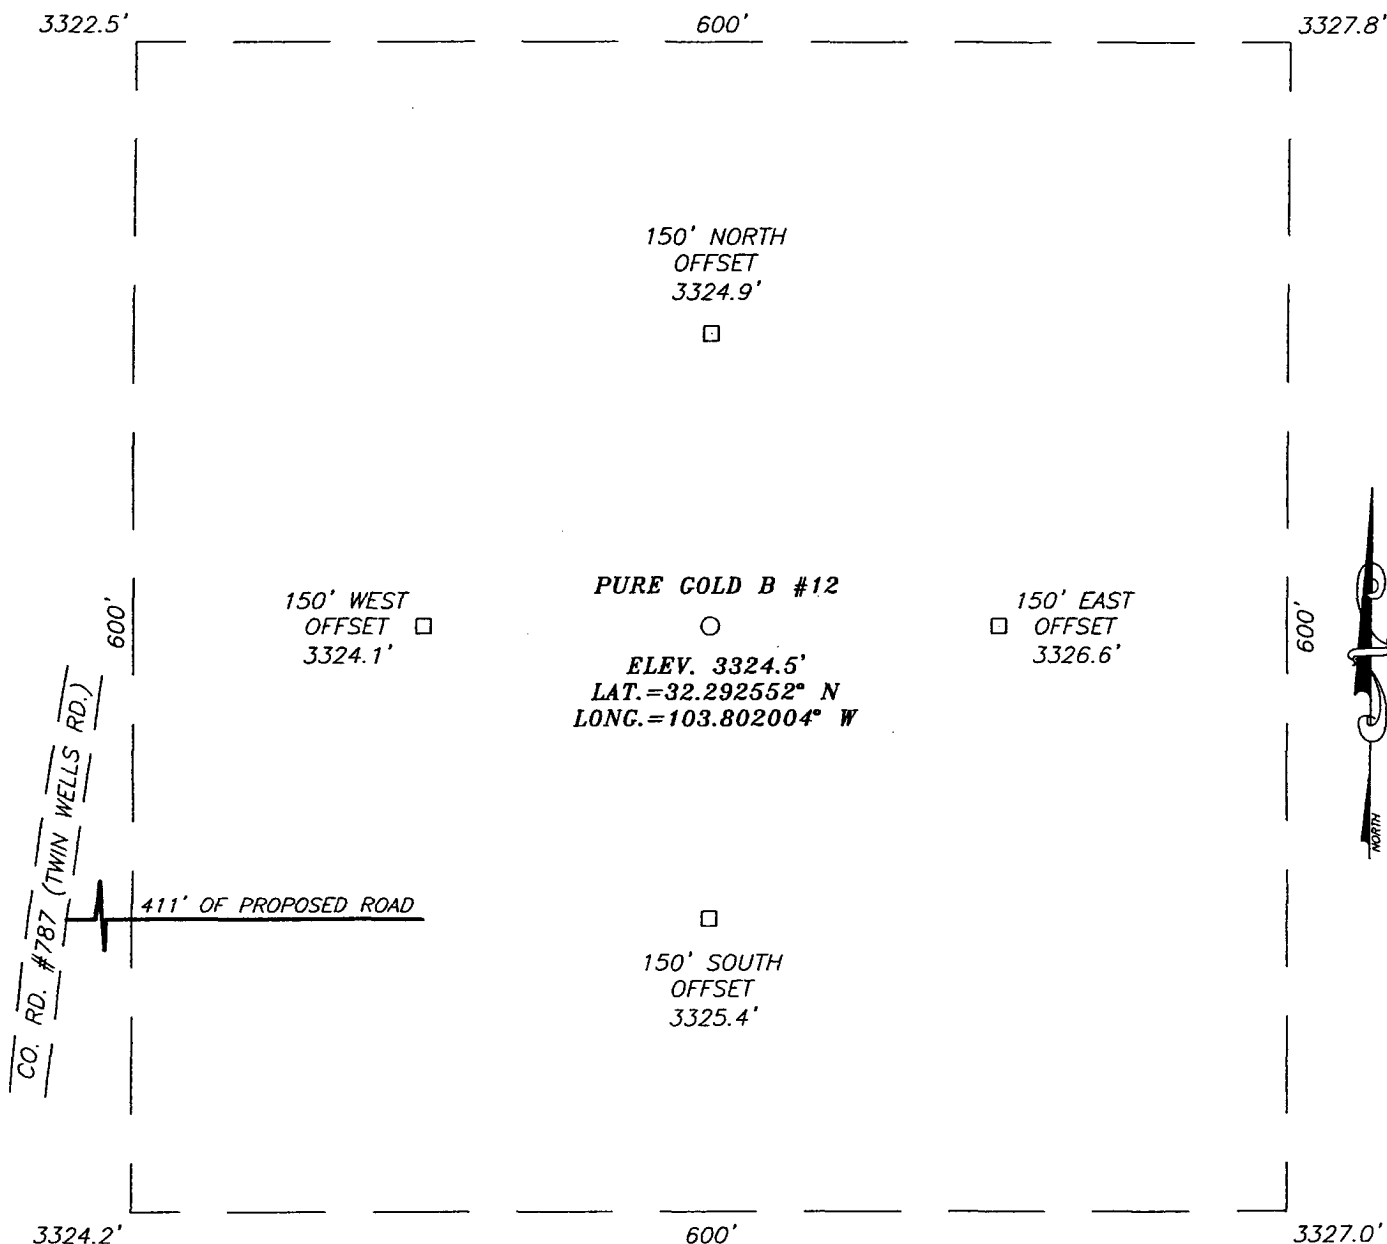 3322.5'
600'
3327.8'
150' NORTH
OFFSET
3324.9'
PURE GOLD B #12
150' WEST
OFFSET
3324.1'
150' EAST
OFFSET
3326.6'
600'
600'
ELEV. 3324.5'
LAT.=32.292552° N
LONG.=103.802004° W
CO. RD. #787 (TWIN WELLS RD.)
NORTH
411' OF PROPOSED ROAD
150' SOUTH
OFFSET
3325.4'
3324.2'
600'
3327.0'